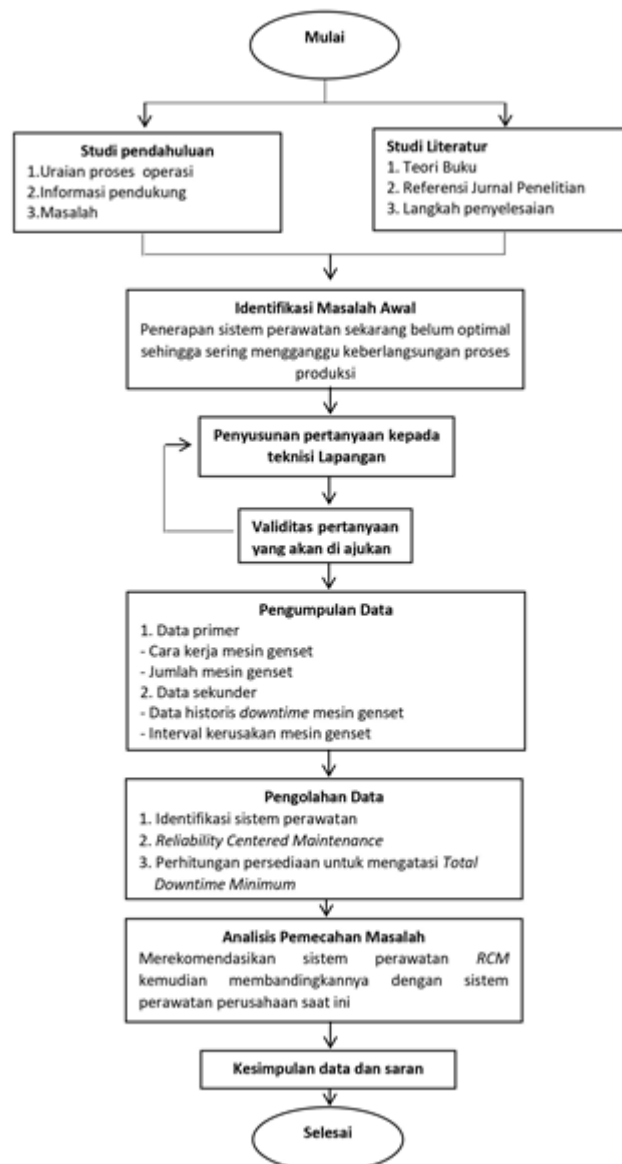 Mulai
Studi pendahuluan
1.Uraian proses operasi
2.Informasi pendukung
3.Masalah
Studi Literatur
1. Teori Buku
2. Referensi Jurnal Penelitian
3. Langkah penyelesaian
Identifikasi Masalah Awal
Penerapan sistem perawatan sekarang belum optimal
sehingga sering mengganggu keberlangsungan proses
produksi
Penyusunan pertanyaan kepada
teknisi Lapangan
Validitas pertanyaan
yang akan di ajukan
Pengumpulan Data
1. Data primer
- Cara kerja mesin genset
- Jumlah mesin genset
2. Data sekunder
- Data historis downtime mesin genset
- Interval kerusakan mesin genset
Pengolahan Data
1. Identifikasi sistem perawatan
2. Reliability Centered Maintenance
3. Perhitungan persediaan untuk mengatasi Total
Downtime Minimum
Analisis Pemecahan Masalah
Merekomendasikan sistem perawatan RCM
kemudian membandingkannya dengan sistem
perawatan perusahaan saat ini
Kesimpulan data dan saran
Selesai